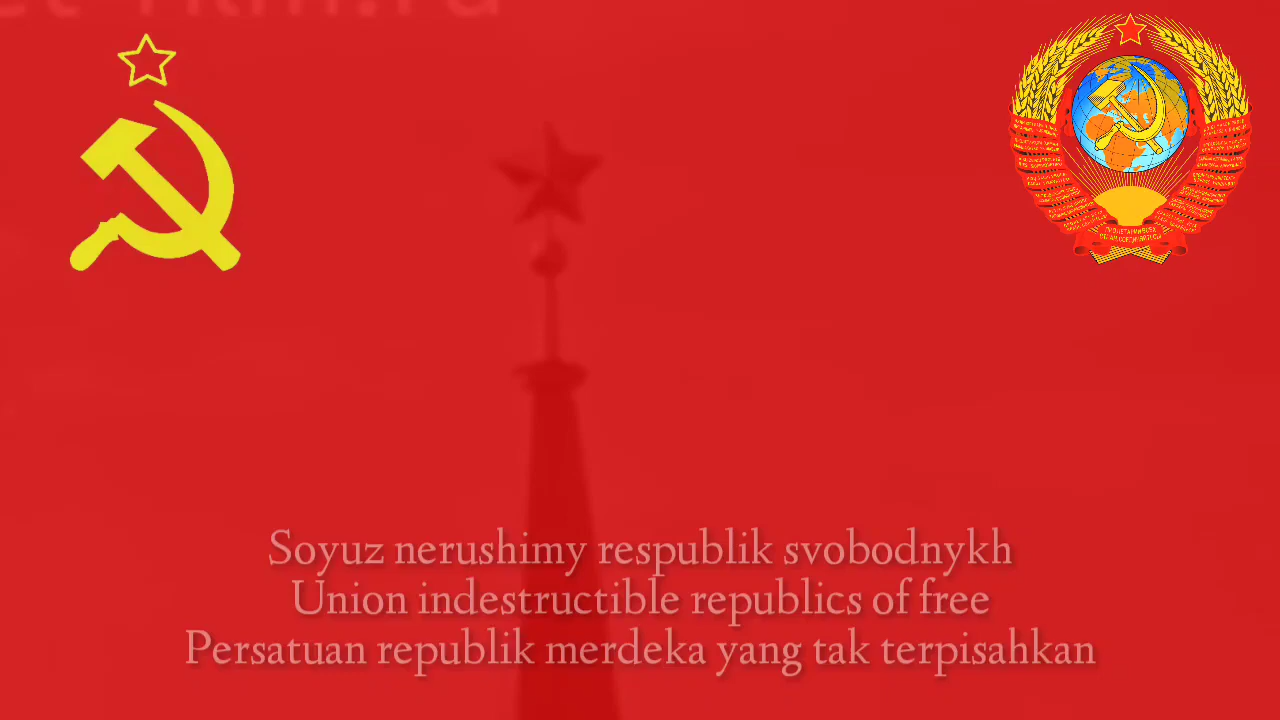 Soyuz nerushimy respublik svobodnykh
Union indestructible republics of free
Persatuan republik merdeka yang tak terpisahkan